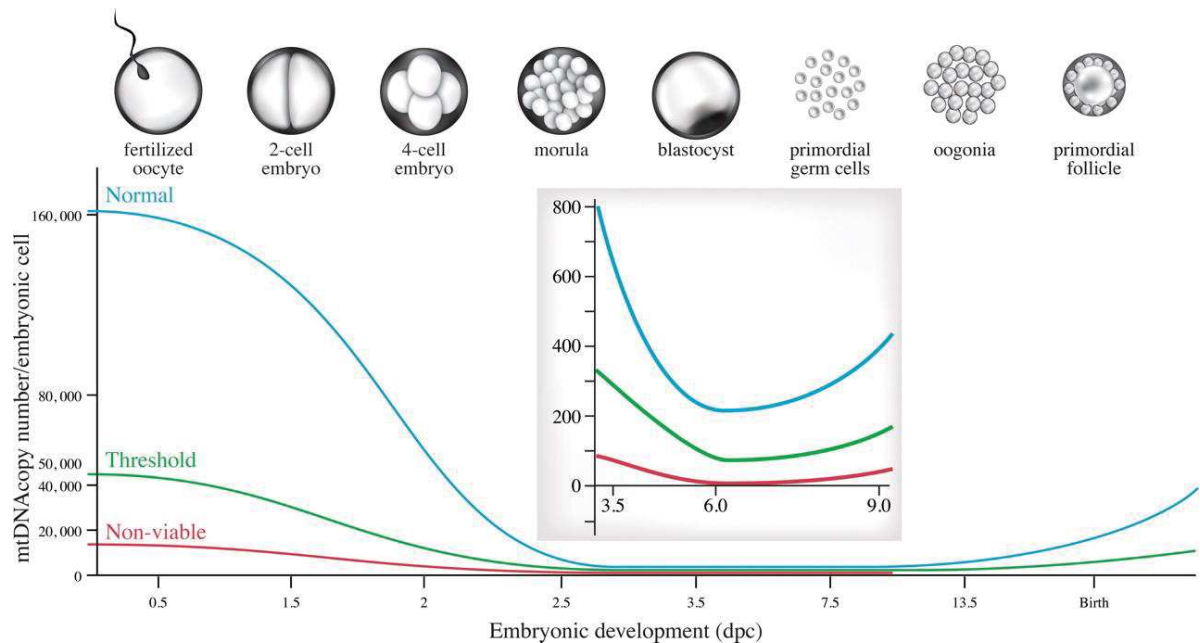 fertilized
oocyte
2-cell
embryo
4-cell
embryo
morula
blastocyst
primordial
germ cells
oogonia
primordial
follicle
mtDNAcopy number/embryonic cell
160,000
80,000
50,000
40,000
20,000
0
Normal
Threshold
Non-viable
800
600
400
200
0
3.5
6.0
9.0
0.5
1.5
2
2.5
3.5
7.5
13.5
Birth
Embryonic development (dpc)